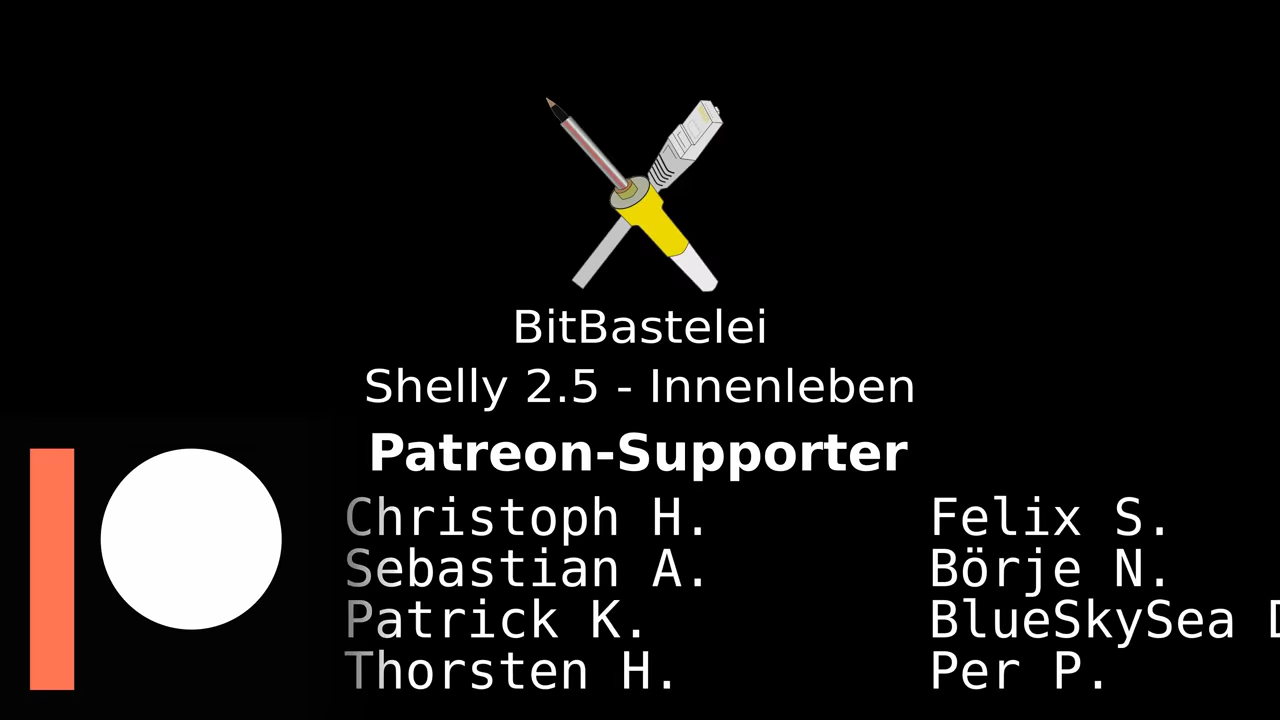 BitBastelei
Shelly 2.5 - Innenleben
Patreon-Supporter
Christoph H. Felix S.
Sebastian A. Börje N.
Patrick K. BlueSkySea
Thorsten H. Per P.